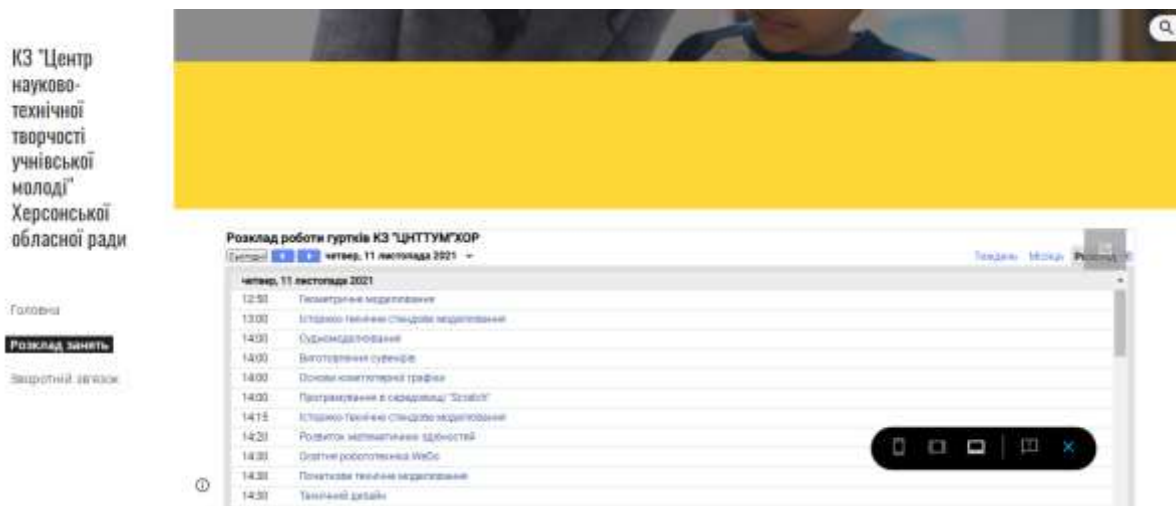 КЗ "Центр
науково-
технічної
творчості
учнівської
молоді"
Херсонської
обласної ради
Головна
Розклад занять
Зворотній зв'язок
Розклад роботи гуртків КЗ "ЦНТТУМ"ХОР
Сьогодні четвер, 11 листопада 2021
Тиждень Місяць
четвер, 11 листопада 2021
12:50 Геометричне моделювання
13:00 Історико-технічне стендове моделювання
14:00 Судномоделювання
14:00 Виготовлення сувенірів
14:00 Основи комп'ютерної графіки
14:00 Програмування в середовищі "Scratch"
14:15 Історико-технічне стендове моделювання
14:20 Розвиток математичних здібностей
14:30 Освітня робототехніка WeDo
14:30 Початкове технічне моделювання
14:30 Технічний дизайн